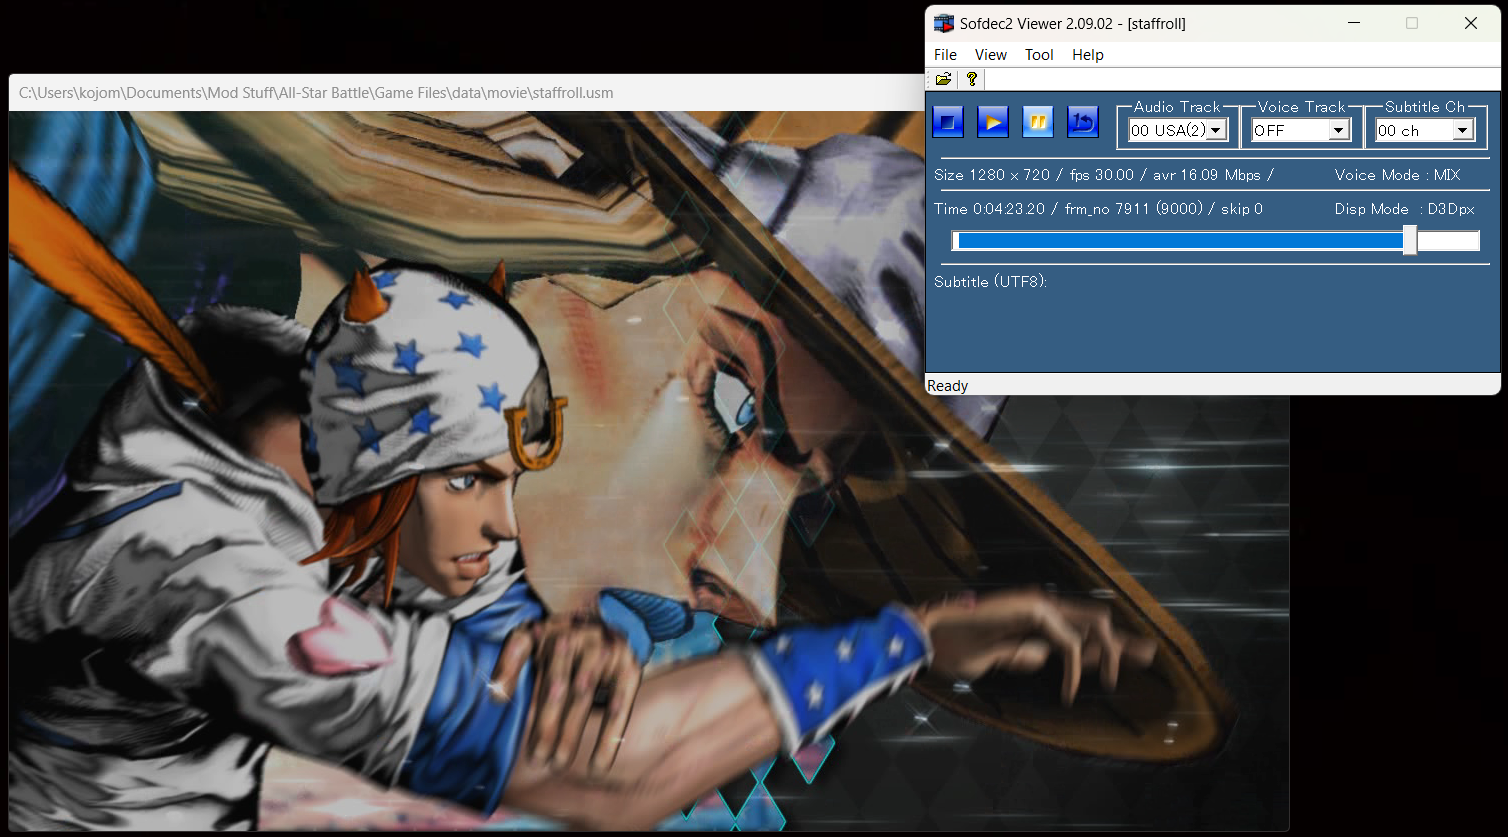 Sofdec2 Viewer 2.09.02 - [staffroll]
File View Tool Help
C:\Users\kojom\Documents\Mod Stuff\All-Star Battle\Game Files\data\movie\staffroll.usm
Audio Track Voice Track Subtitle Ch
00 USA(2) OFF 00 ch
Size 1280 x 720 / fps 30.00 / avr 16.09 Mbps / Voice Mode : MIX
Time 0:04:23.20 / frm_no 7911 (9000) / skip 0 Disp Mode : D3Dpx
Subtitle (UTF8):
Ready